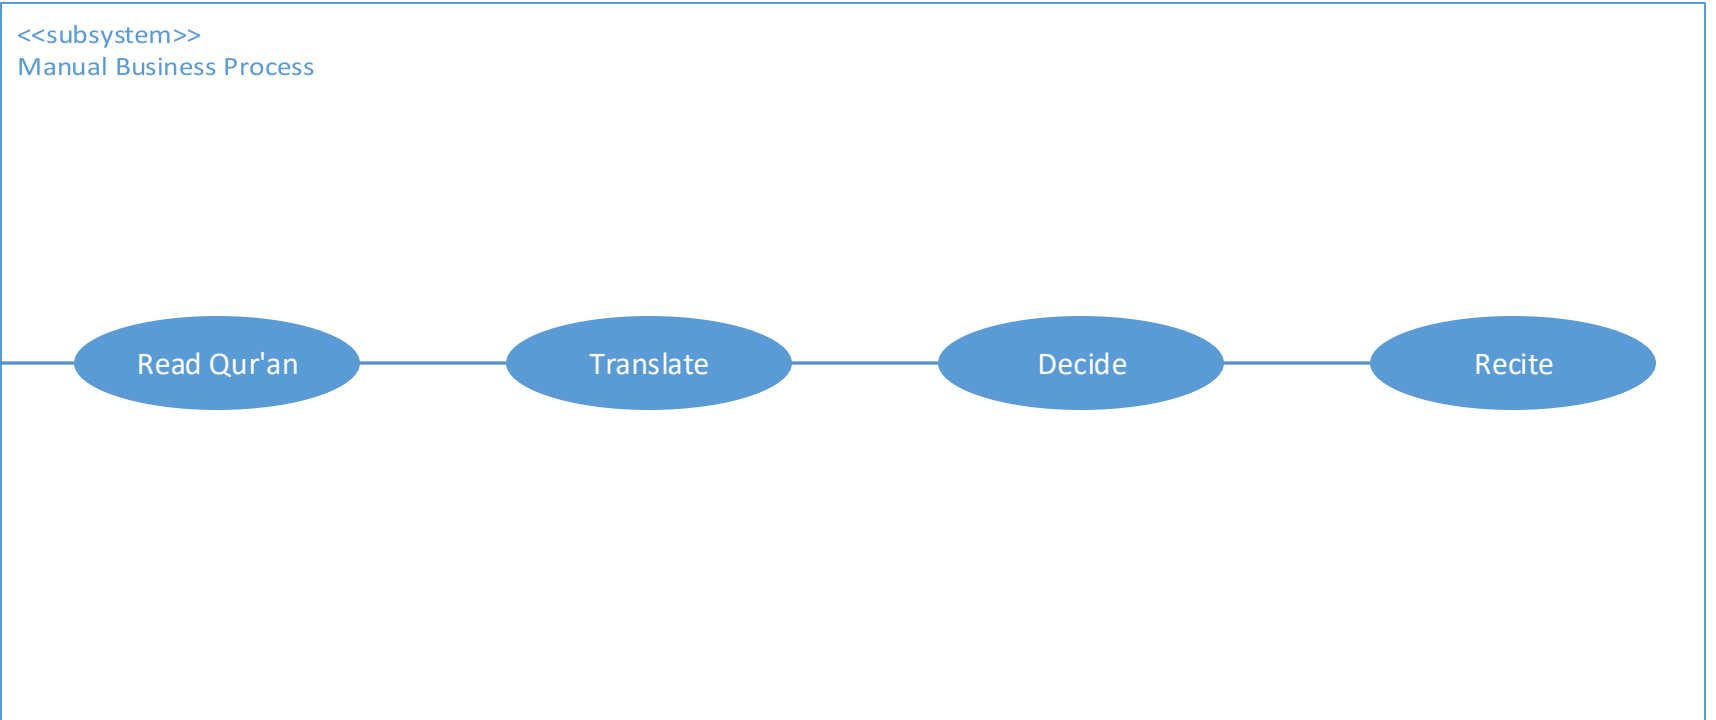 <<subsystem>>
Manual Business Process
Read Qur'an
Translate
Decide
Recite